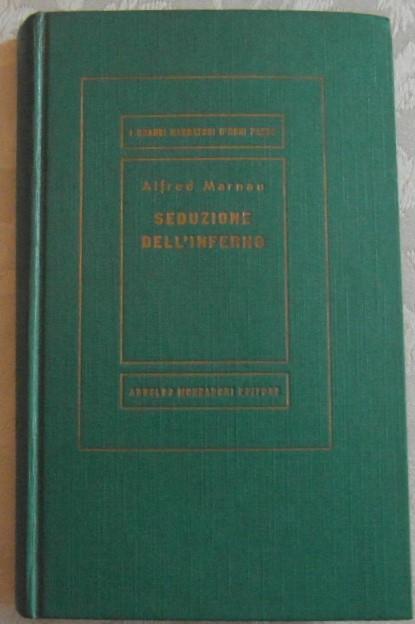 I GRANDI NARRATORI D'OGNI PAESE
Alfred Marnau
SEDUZIONE
DELL'INFERNO
ARNOLDO MONDADORI EDITORE